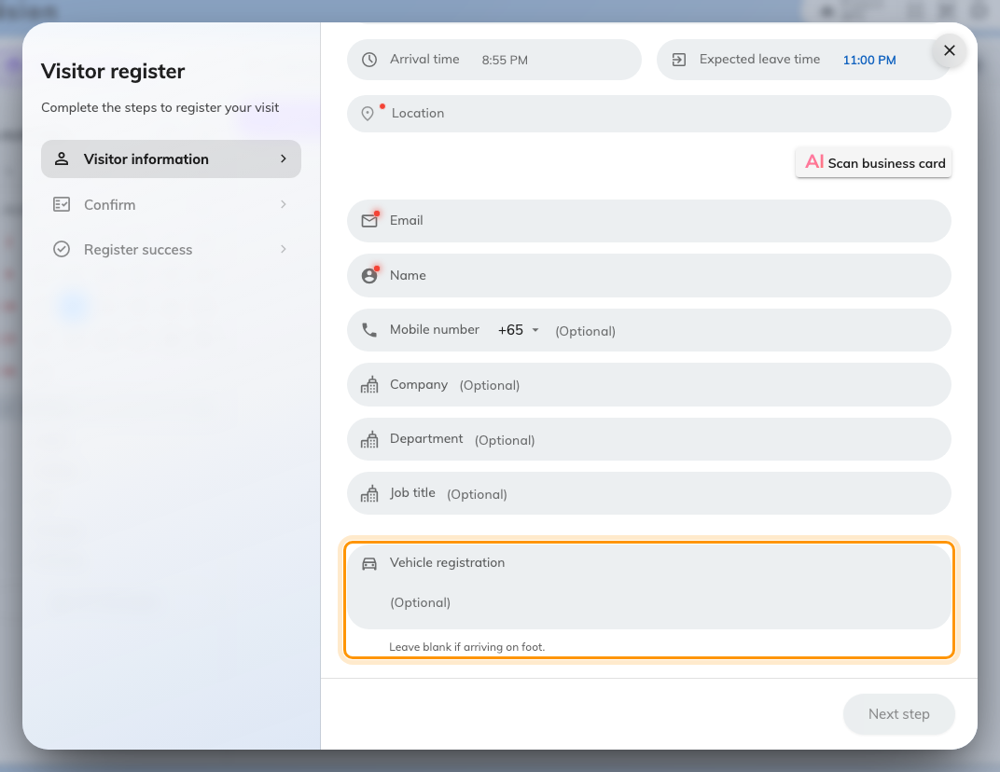 Visitor register
Complete the steps to register your visit
Visitor information
Confirm
Register success
Arrival time 8:55 PM
Expected leave time 11:00 PM
Location
AI Scan business card
Email
Name
Mobile number +65 (Optional)
Company (Optional)
Department (Optional)
Job title (Optional)
Vehicle registration
(Optional)
Leave blank if arriving on foot.
Next step